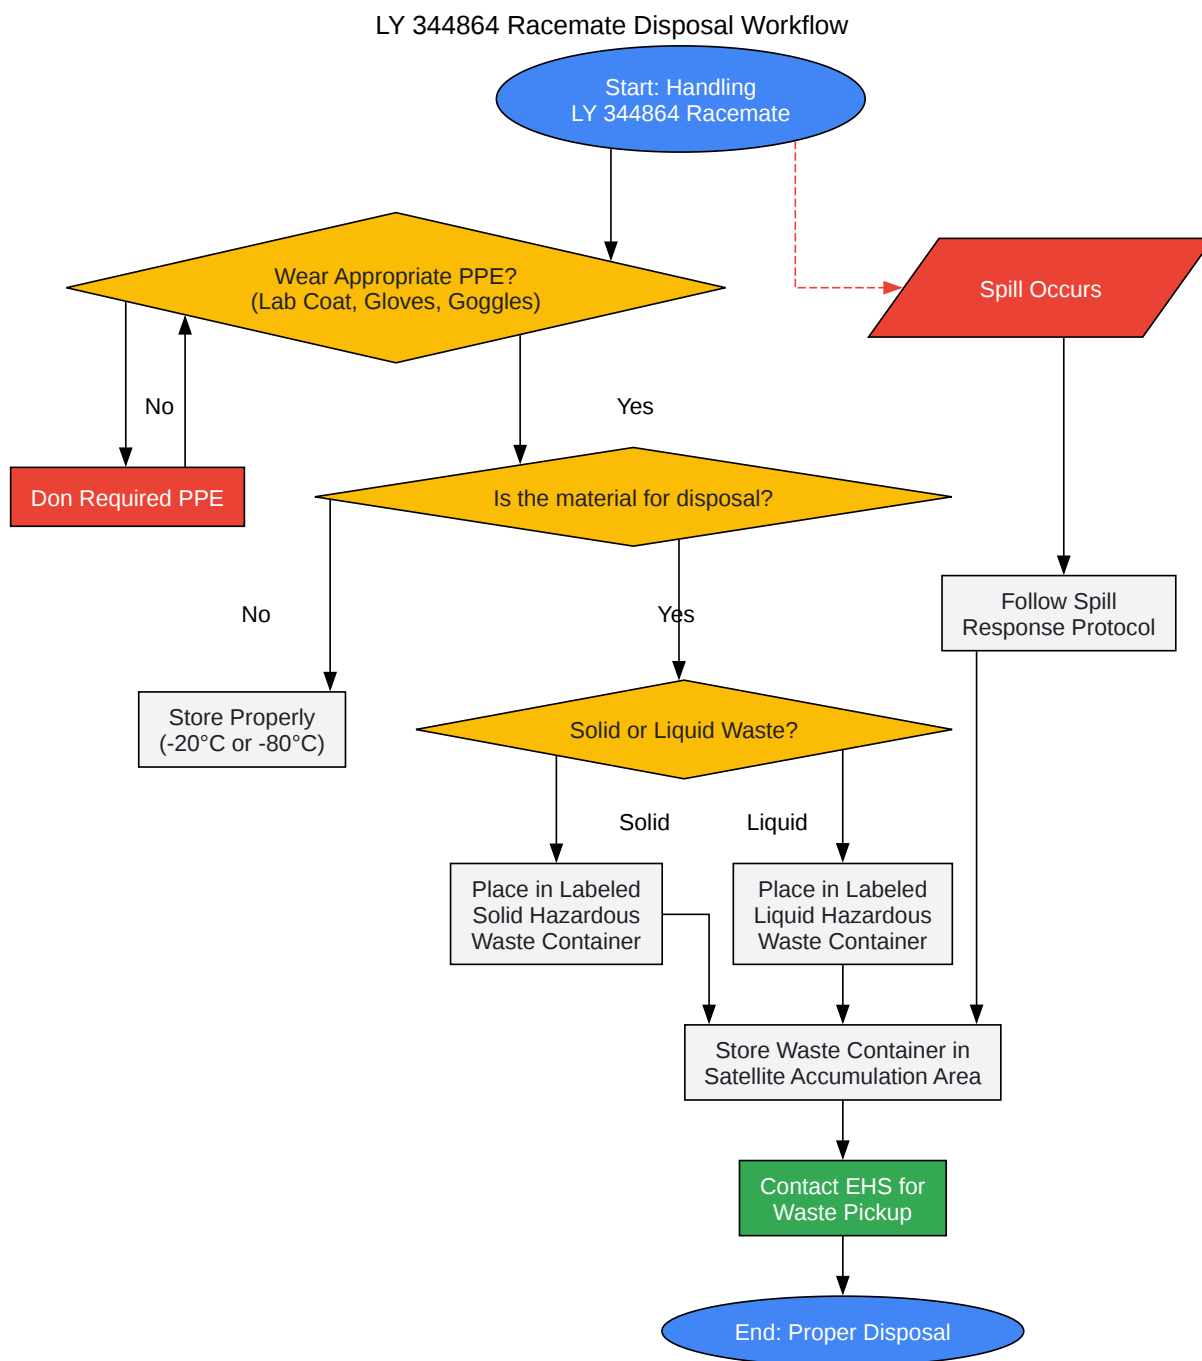 LY 344864 Racemate Disposal Workflow
Start: Handling
LY 344864 Racemate
Wear Appropriate PPE?
(Lab Coat, Gloves, Goggles)
Spill Occurs
No
Yes
Don Required PPE
Is the material for disposal?
Follow Spill
Response Protocol
No
Yes
Store Properly
(-20°C or -80°C)
Solid or Liquid Waste?
Solid
Liquid
Place in Labeled
Solid Hazardous
Waste Container
Place in Labeled
Liquid Hazardous
Waste Container
Store Waste Container in
Satellite Accumulation Area
Contact EHS for
Waste Pickup
End: Proper Disposal